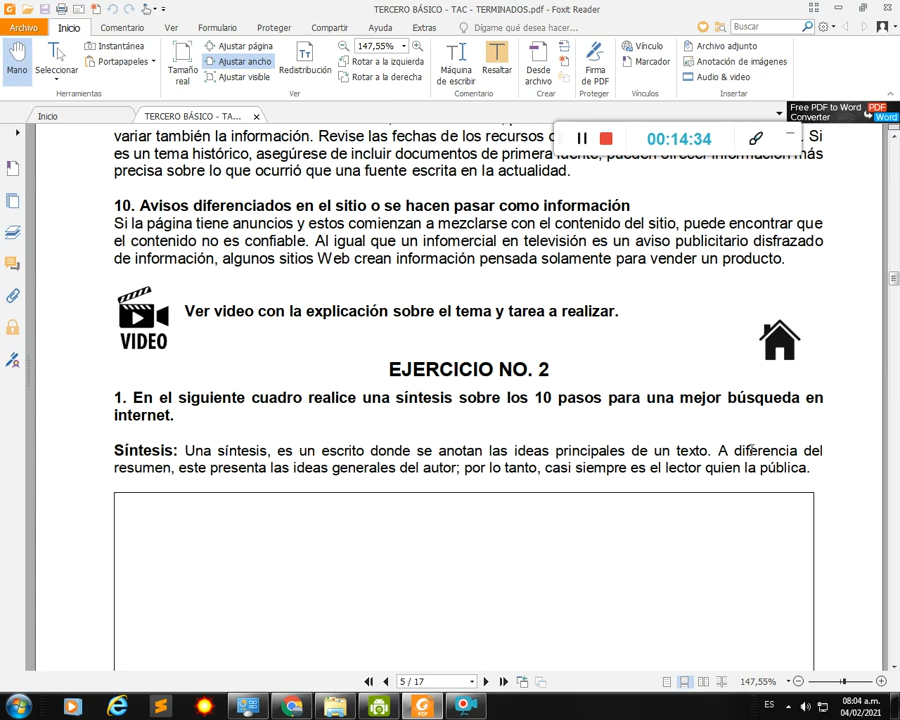 TERCERO BÁSICO - TAC - TERMINADOS.pdf - Foxit Reader
Archivo Inicio Comentario Ver Formulario Proteger Compartir Ayuda Extras Dígame qué desea hacer... Buscar
Mano
Seleccionar
Instantánea
Portapapeles
Herramientas
Tamaño real
Ajustar página
Ajustar ancho
Ajustar visible
Redistribución
147,55%
Rotar a la izquierda
Rotar a la derecha
Ver
Máquina de escribir
Resaltar
Comentario
Desde archivo
Crear
Firma de PDF
Proteger
Vínculo
Marcador
Vínculos
Archivo adjunto
Anotación de imágenes
Audio & video
Insertar
Inicio
TERCERO BÁSICO - TA...
Free PDF to Word Converter
PDF
Word
00:14:34
variar también la información. Revise las fechas de los recursos Si
es un tema histórico, asegúrese de incluir documentos de primera fuente, pueden ofrecer información más
precisa sobre lo que ocurrió que una fuente escrita en la actualidad.
10. Avisos diferenciados en el sitio o se hacen pasar como información
Si la página tiene anuncios y estos comienzan a mezclarse con el contenido del sitio, puede encontrar que
el contenido no es confiable. Al igual que un infomercial en televisión es un aviso publicitario disfrazado
de información, algunos sitios Web crean información pensada solamente para vender un producto.
VIDEO
Ver video con la explicación sobre el tema y tarea a realizar.
EJERCICIO NO. 2
1. En el siguiente cuadro realice una síntesis sobre los 10 pasos para una mejor búsqueda en
internet.
Síntesis: Una síntesis, es un escrito donde se anotan las ideas principales de un texto. A diferencia del
resumen, este presenta las ideas generales del autor; por lo tanto, casi siempre es el lector quien la pública.
5 / 17
147,55%
ES
08:04 a.m.
04/02/2021